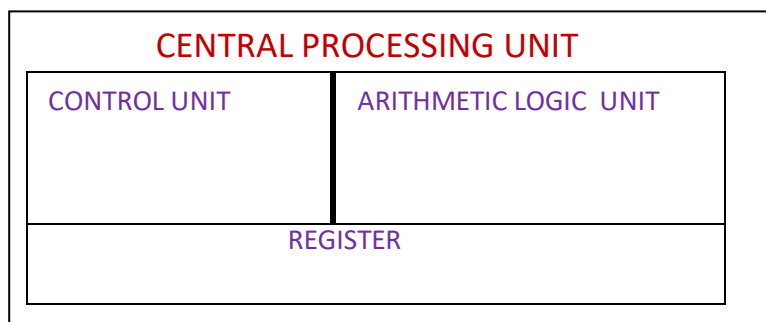 CENTRAL PROCESSING UNIT
CONTROL UNIT
ARITHMETIC LOGIC UNIT
REGISTER